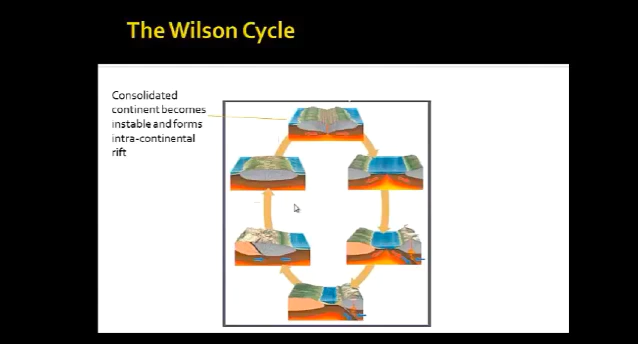 The Wilson Cycle
Consolidated
continent becomes
instable and forms
intra-continental
rift